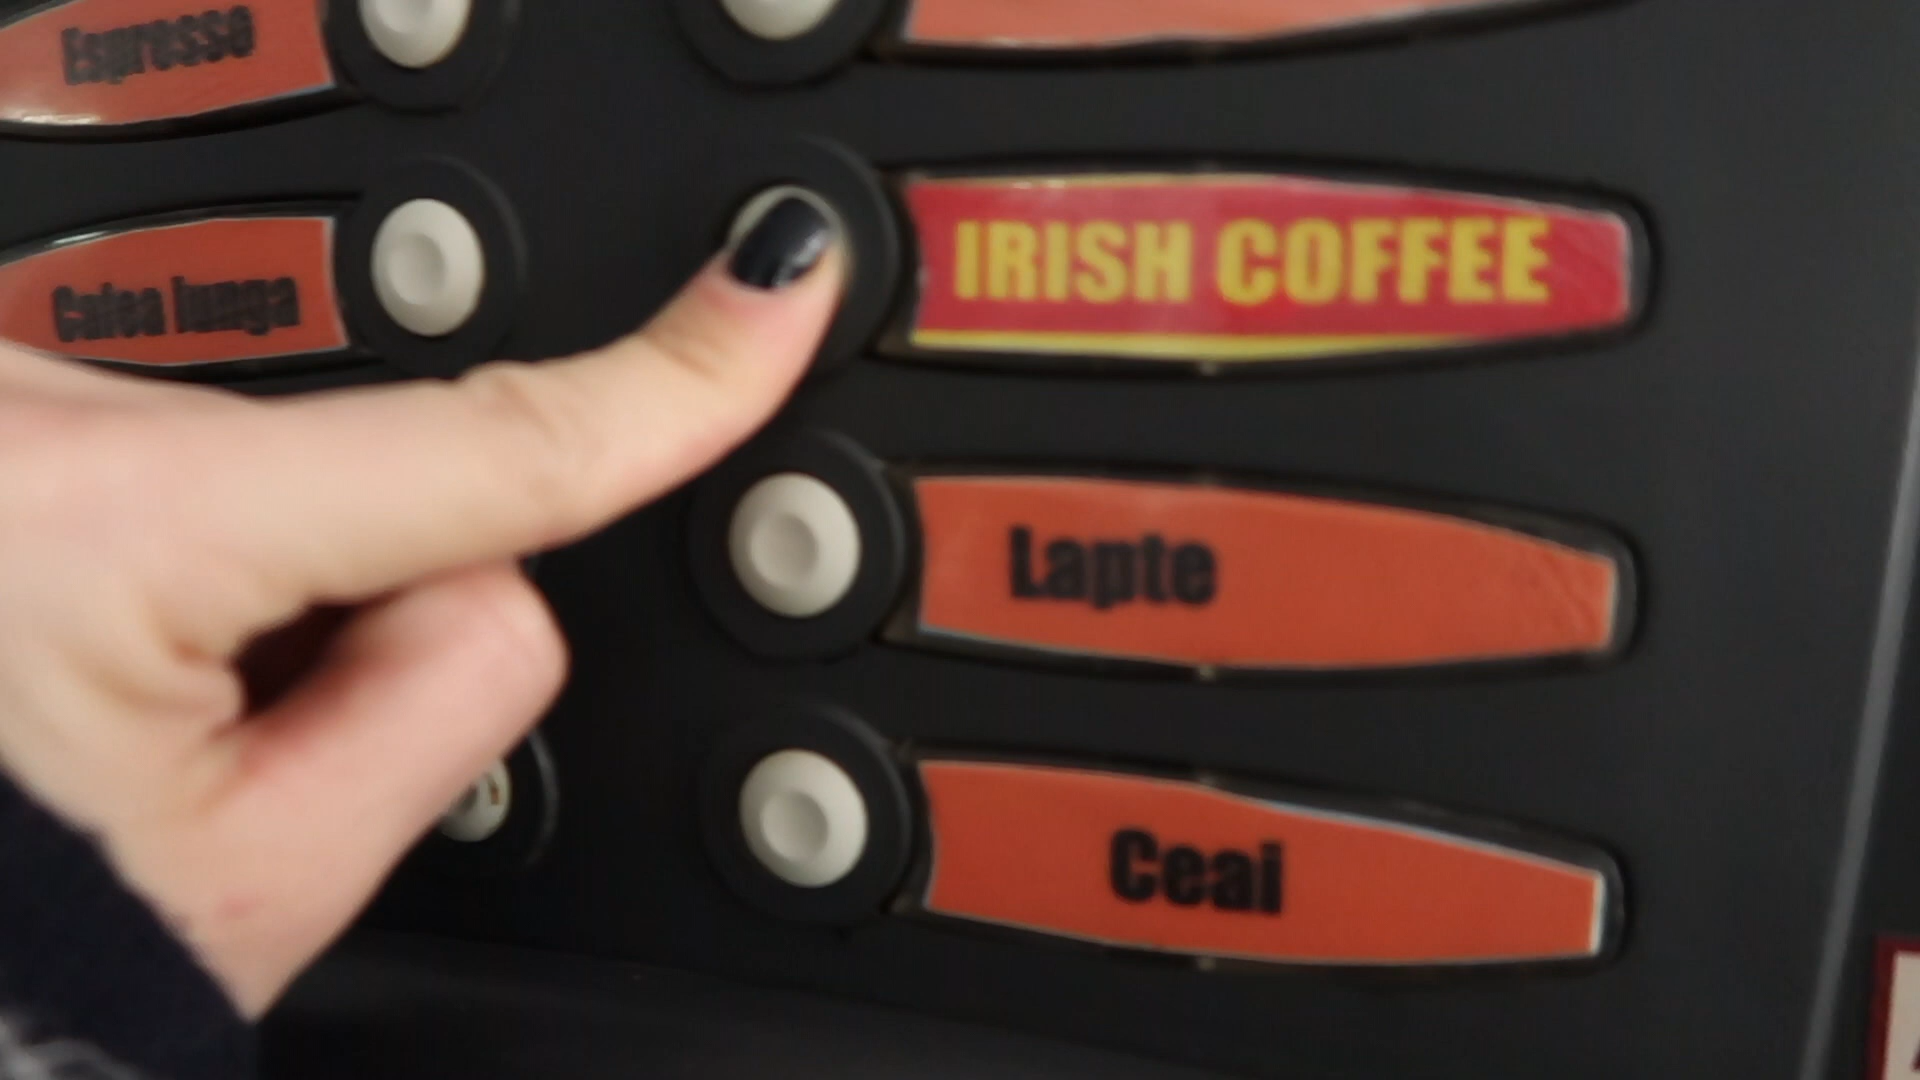 Espresso
Cafea lunga
IRISH COFFEE
Lapte
Ceai